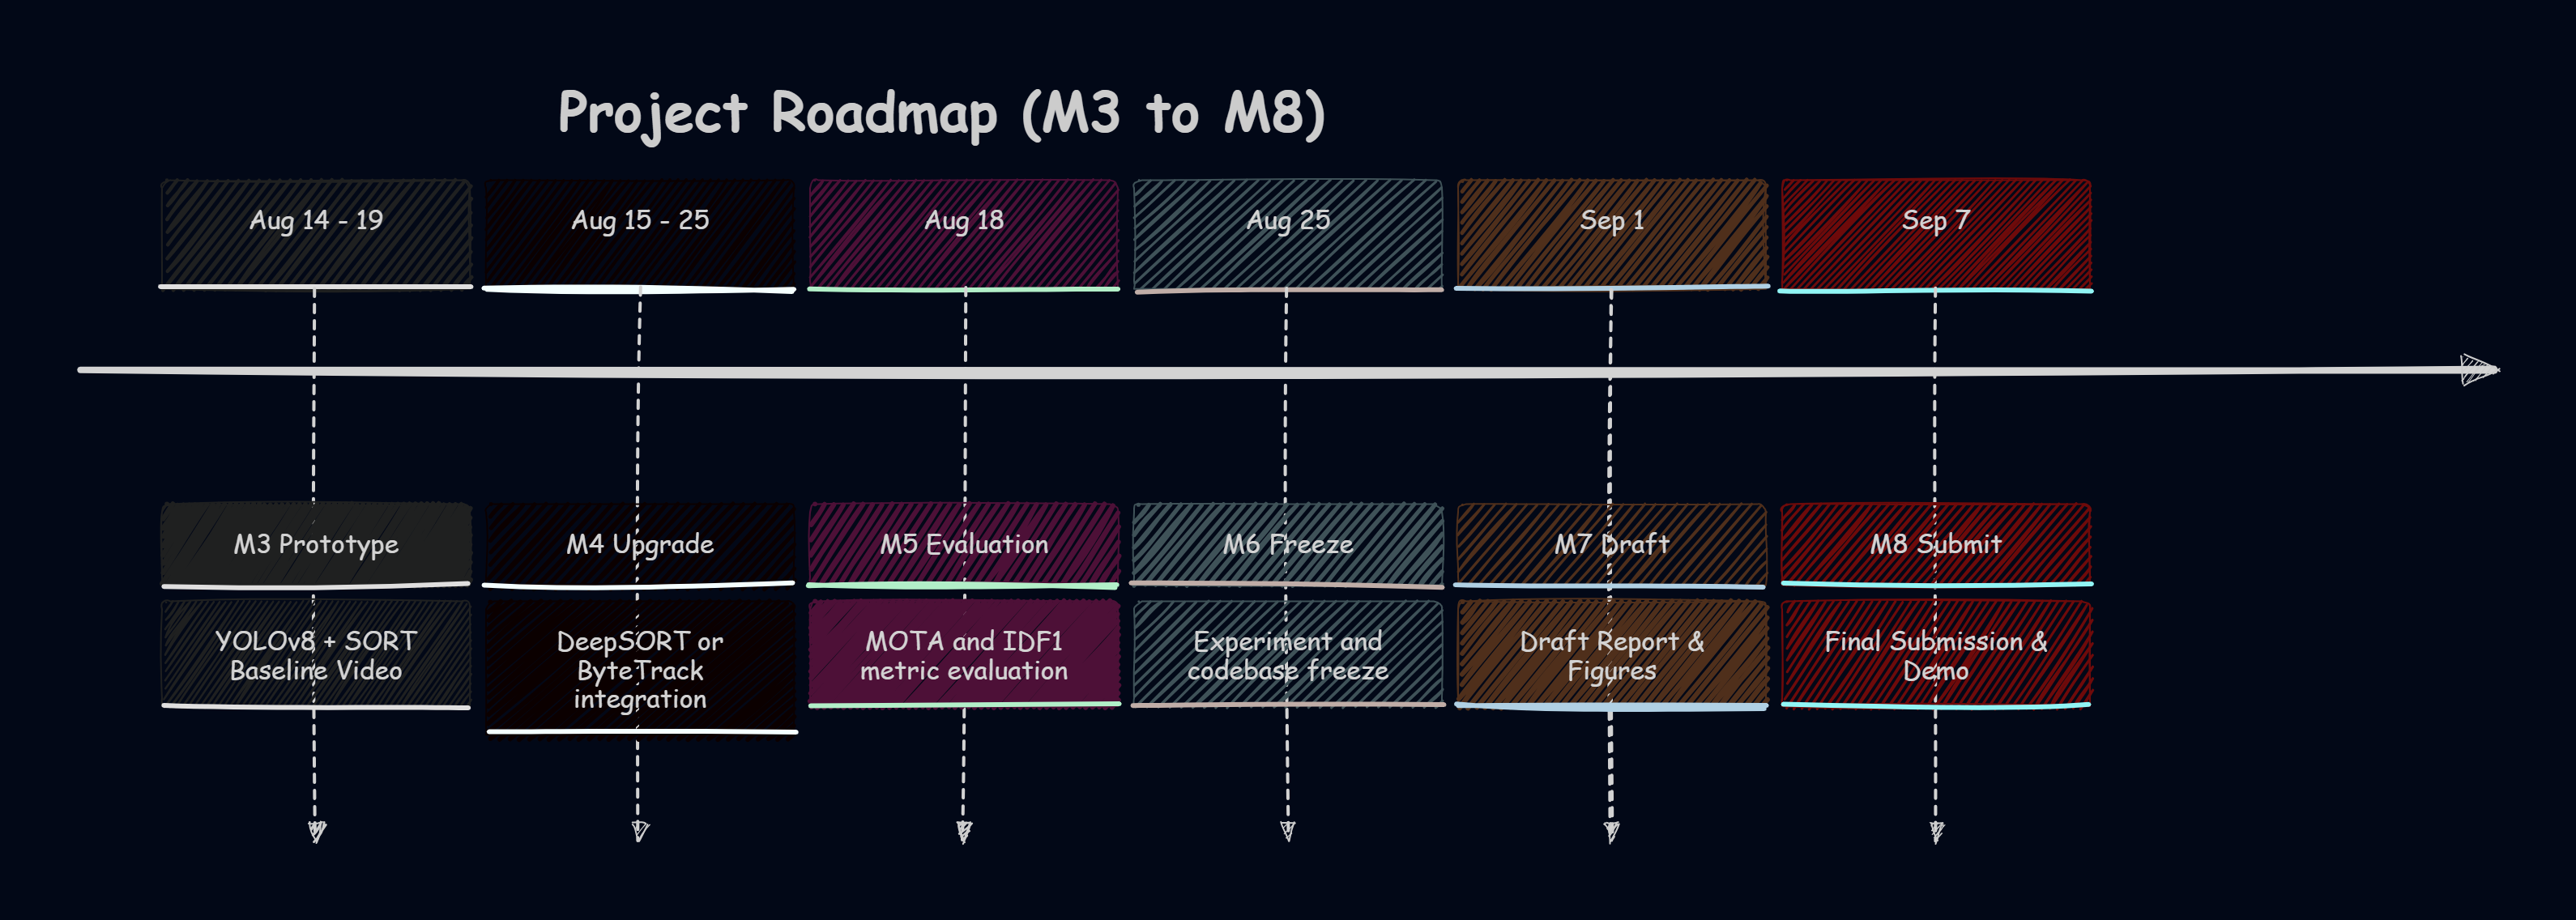 Project Roadmap (M3 to M8)
Aug 14 - 19
Aug 15 - 25
Aug 18
Aug 25
Sep 1
Sep 7
M3 Prototype
M4 Upgrade
M5 Evaluation
M6 Freeze
M7 Draft
M8 Submit
YOLOv8 + SORT
Baseline Video
DeepSORT or
ByteTrack
integration
MOTA and IDF1
metric evaluation
Experiment and
codebase freeze
Draft Report &
Figures
Final Submission &
Demo